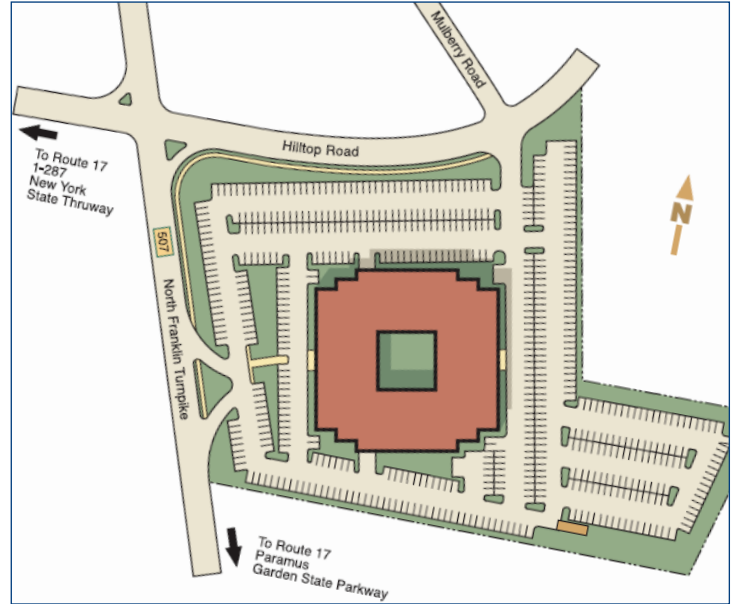 Mulberry Road
Hilltop Road
To Route 17
1-287
New York
State Thruway
N
507
North Franklin Turnpike
To Route 17
Paramus
Garden State Parkway